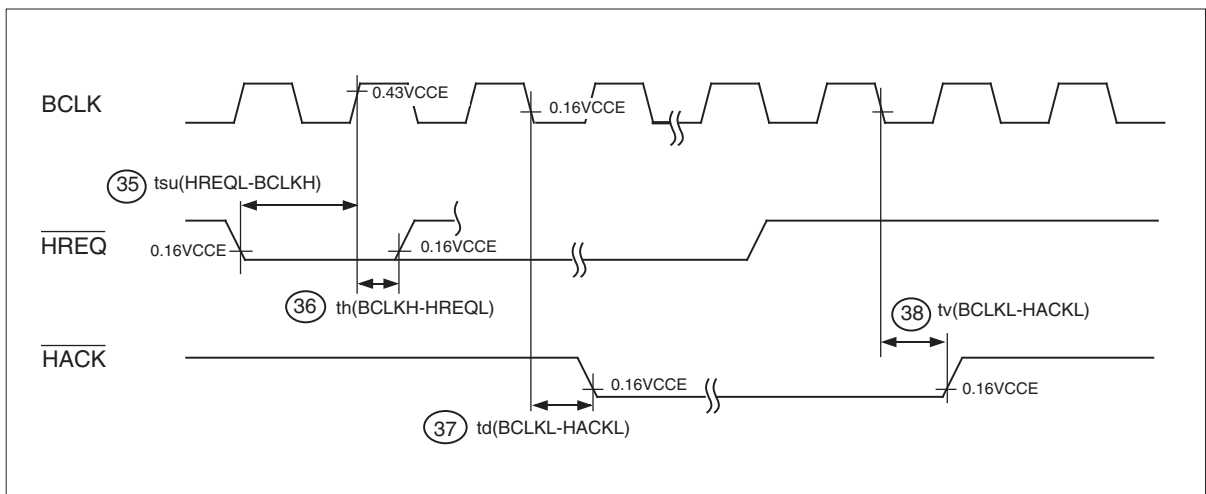 BCLK
0.43VCCE
0.16VCCE
35 tsu(HREQL-BCLKH)
HREQ
0.16VCCE
0.16VCCE
36 th(BCLKH-HREQL)
38 tv(BCLKL-HACKL)
HACK
0.16VCCE
0.16VCCE
37 td(BCLKL-HACKL)